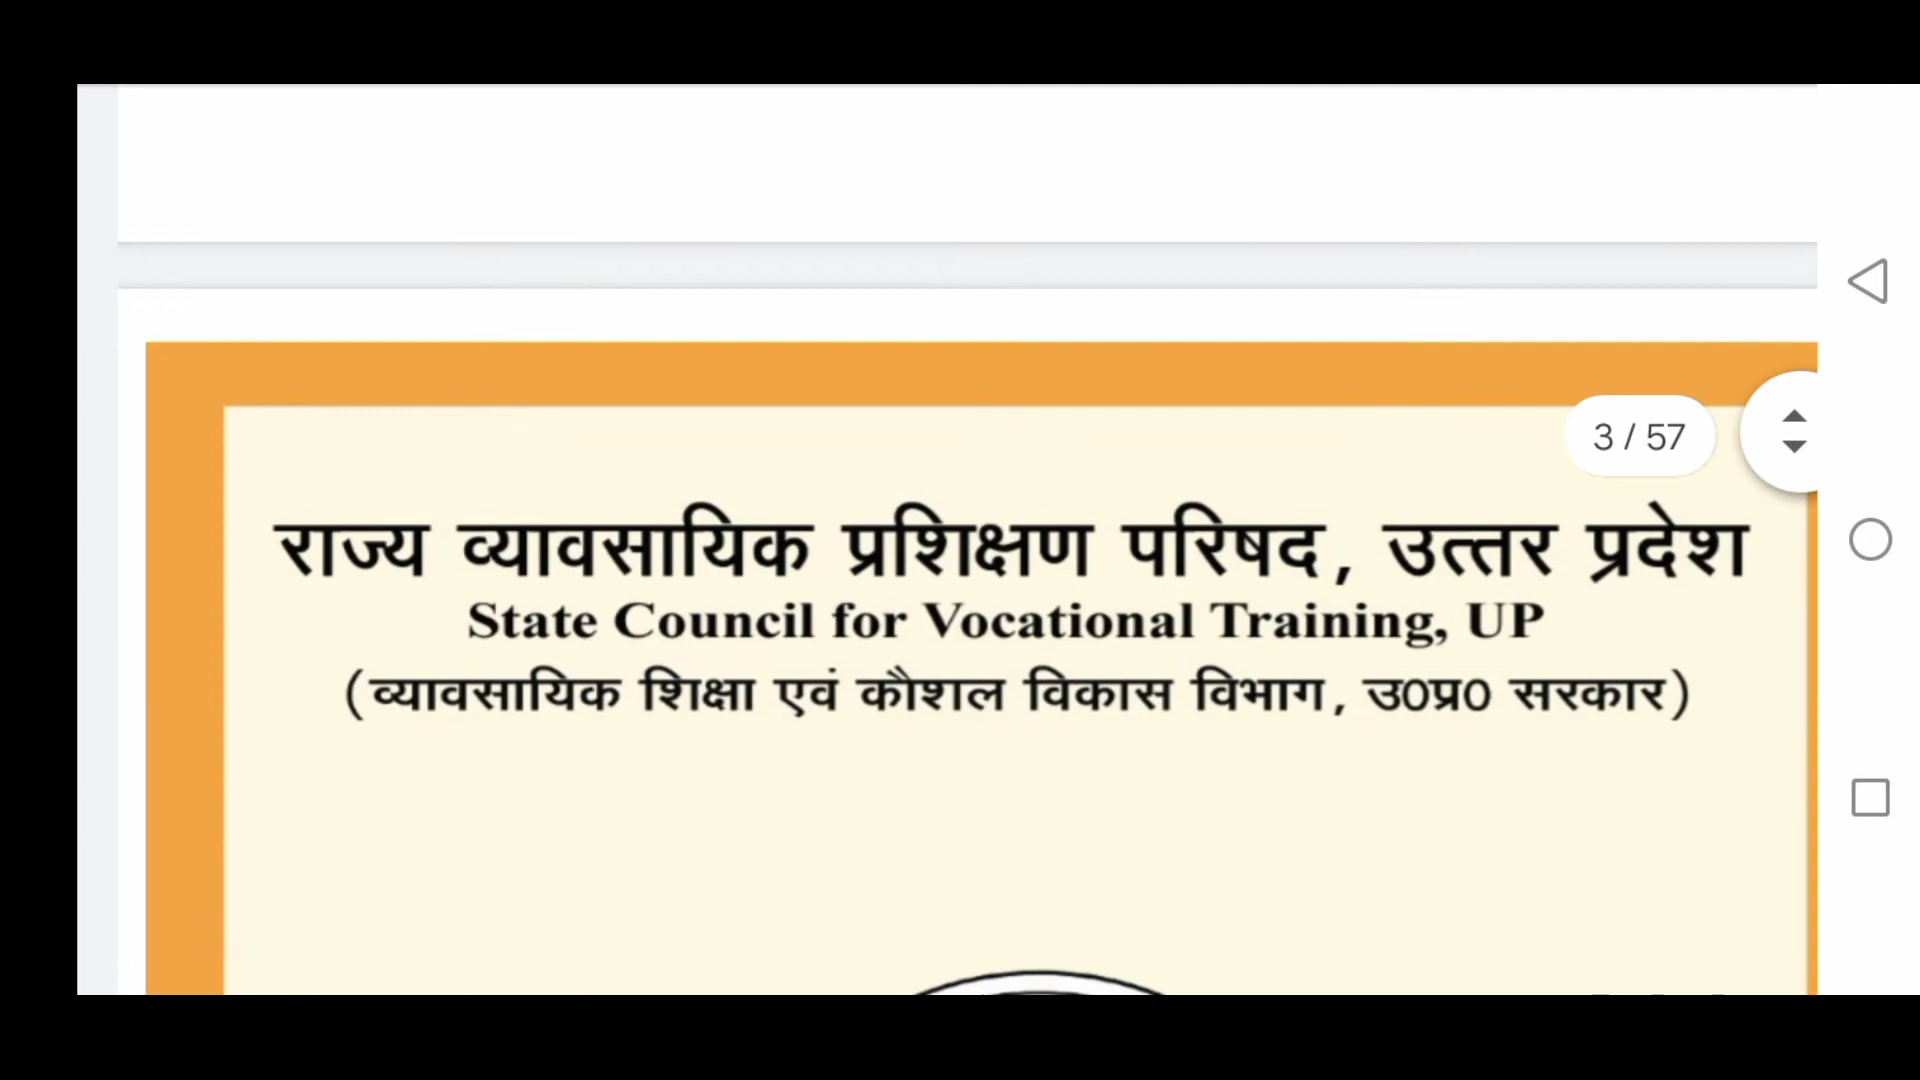 3 / 57
राज्य व्यावसायिक प्रशिक्षण परिषद, उत्तर प्रदेश
State Council for Vocational Training, UP
(व्यावसायिक शिक्षा एवं कौशल विकास विभाग, उ0प्र0 सरकार)